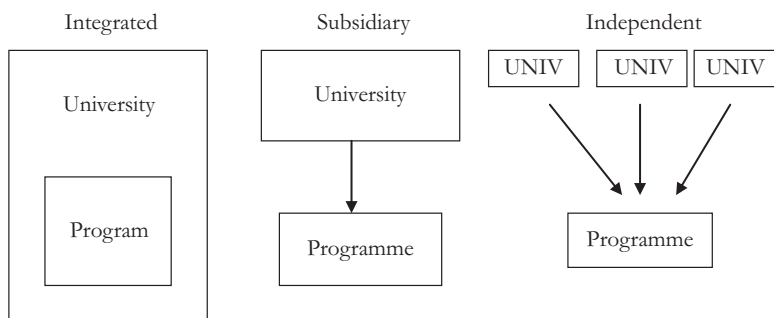 Integrated
University
Program
Subsidiary
University
Programme
Independent
UNIV UNIV UNIV
Programme